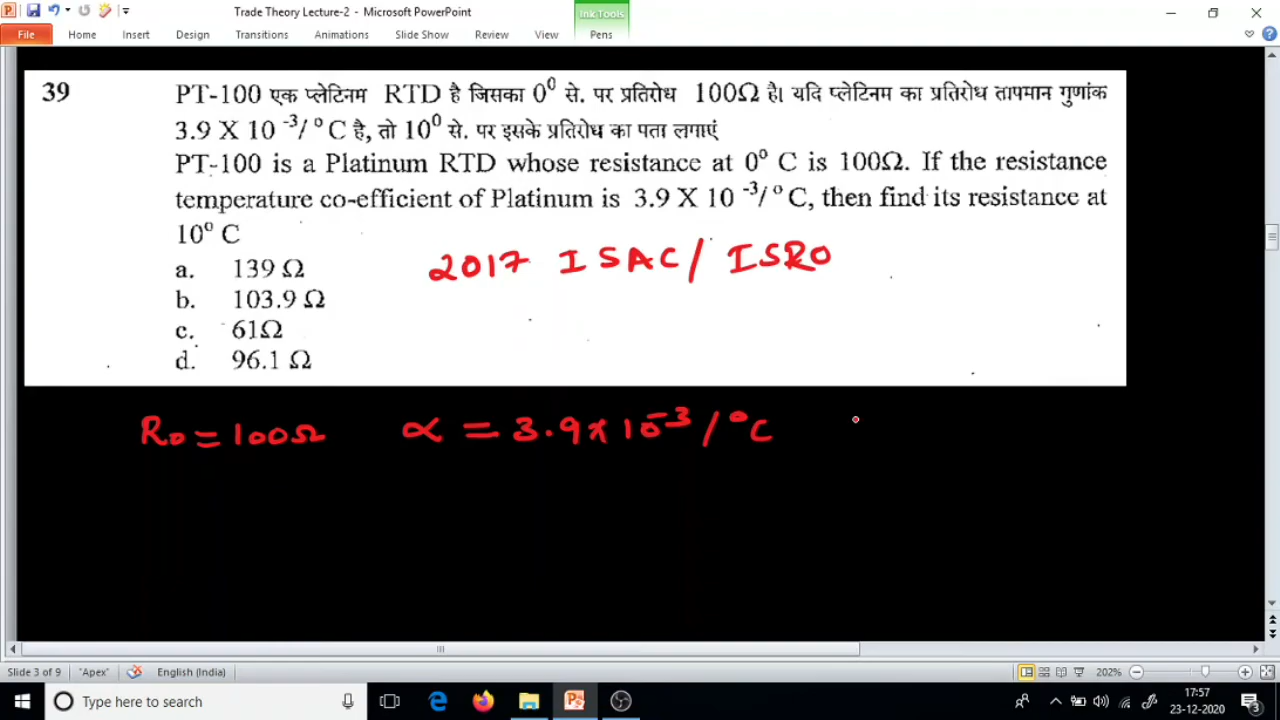 Trade Theory Lecture-2 - Microsoft PowerPoint
Ink Tools
File Home Insert Design Transitions Animations Slide Show Review View Pens
39 PT-100 एक प्लेटिनम RTD है जिसका 0⁰ से. पर प्रतिरोध 100Ω है। यदि प्लेटिनम का प्रतिरोध तापमान गुणांक
3.9 X 10 ⁻³/ ⁰ C है, तो 10⁰ से. पर इसके प्रतिरोध का पता लगाएं
PT-100 is a Platinum RTD whose resistance at 0⁰ C is 100Ω. If the resistance
temperature co-efficient of Platinum is 3.9 X 10 ⁻³/ ⁰ C, then find its resistance at
10⁰ C
2017 ISAC/ ISRO
a. 139 Ω
b. 103.9 Ω
c. 61Ω
d. 96.1 Ω
R₀ = 100Ω α = 3.9 x 10⁻³ / °C
Slide 3 of 9 "Apex" English (India) 202%
Type here to search
17:57
23-12-2020
3